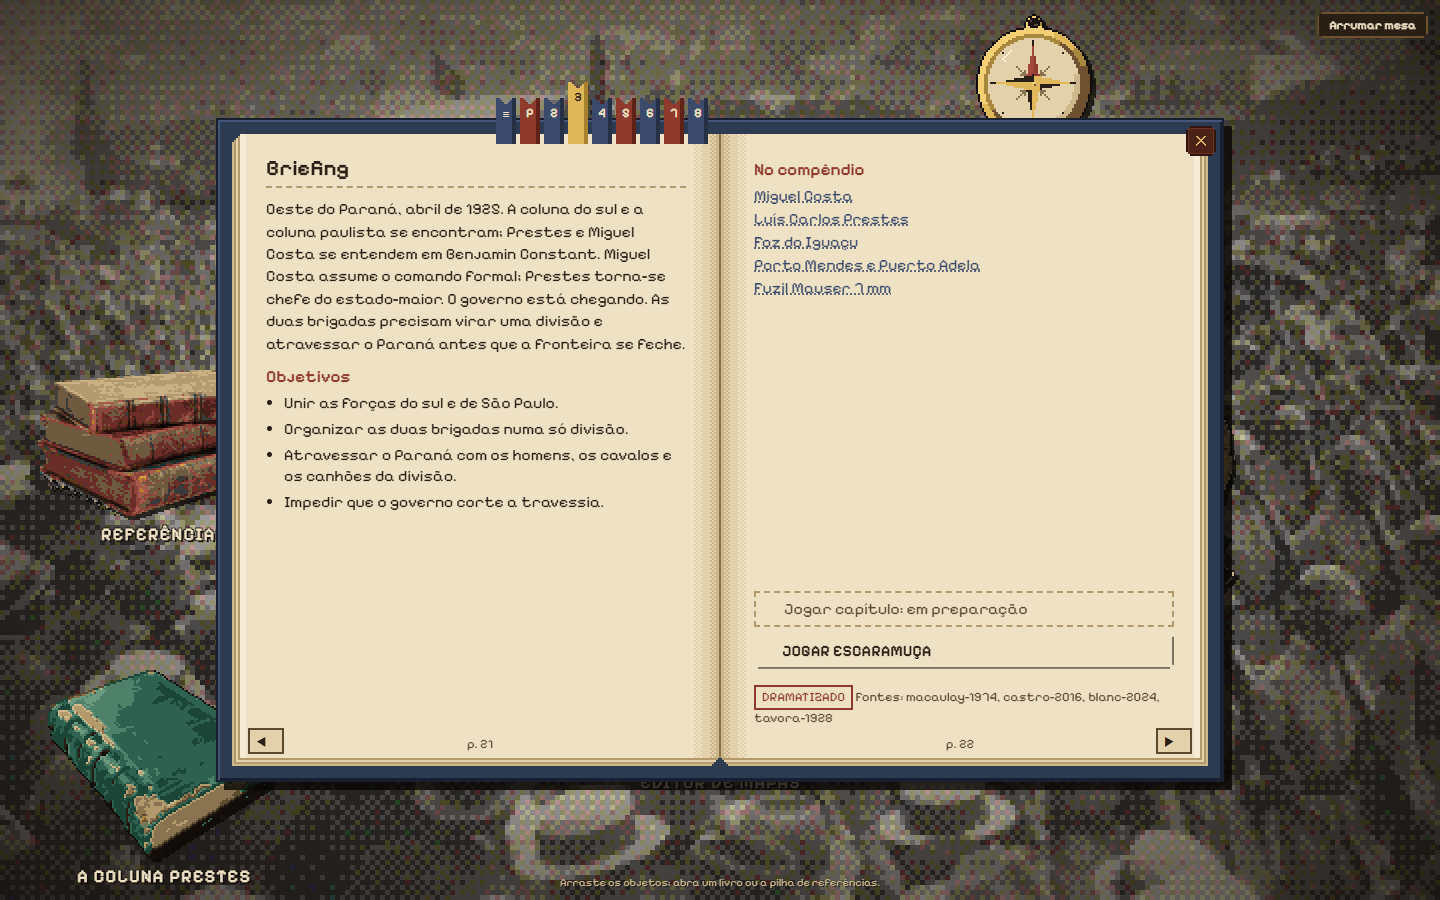 Arrumar mesa
≡ P 2 3 4 5 6 7 8
Briefing
Oeste do Paraná, abril de 1925. A coluna do sul e a
coluna paulista se encontram; Prestes e Miguel
Costa se entendem em Benjamin Constant. Miguel
Costa assume o comando formal; Prestes torna-se
chefe do estado-maior. O governo está chegando. As
duas brigadas precisam virar uma divisão e
atravessar o Paraná antes que a fronteira se feche.
Objetivos
• Unir as forças do sul e de São Paulo.
• Organizar as duas brigadas numa só divisão.
• Atravessar o Paraná com os homens, os cavalos e
os canhões da divisão.
• Impedir que o governo corte a travessia.
p. 21
No compêndio
Miguel Costa
Luís Carlos Prestes
Foz do Iguaçu
Porto Mendes e Puerto Adela
Fuzil Mauser 7 mm
Jogar capítulo: em preparação
JOGAR ESCARAMUÇA
DRAMATIZADO Fontes: macaulay-1974, castro-2016, blanc-2024,
tavora-1928
p. 22
REFERÊNCIA
EDITOR DE MAPAS
A COLUNA PRESTES
Arraste os objetos; abra um livro ou a pilha de referências.